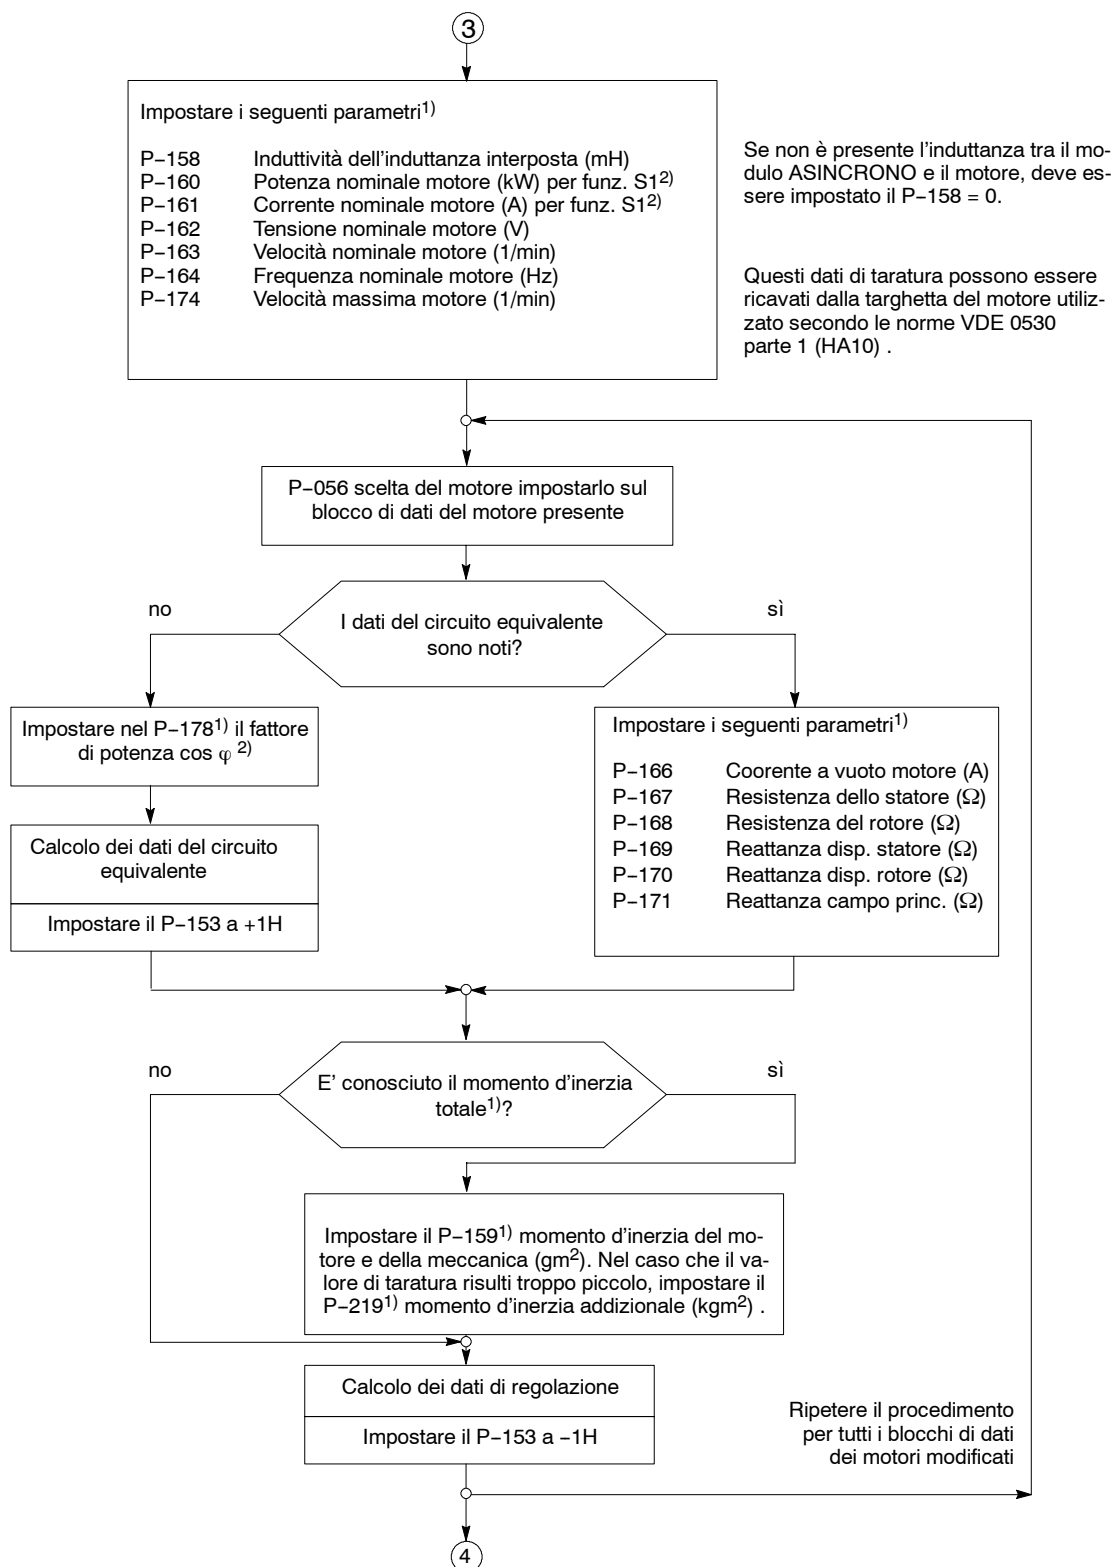 3
Impostare i seguenti parametri1)
P–158 Induttività dell'induttanza interposta (mH)
P–160 Potenza nominale motore (kW) per funz. S12)
P–161 Corrente nominale motore (A) per funz. S12)
P–162 Tensione nominale motore (V)
P–163 Velocità nominale motore (1/min)
P–164 Frequenza nominale motore (Hz)
P–174 Velocità massima motore (1/min)
Se non è presente l'induttanza tra il mo-
dulo ASINCRONO e il motore, deve es-
sere impostato il P–158 = 0.
Questi dati di taratura possono essere
ricavati dalla targhetta del motore utiliz-
zato secondo le norme VDE 0530
parte 1 (HA10) .
P–056 scelta del motore impostarlo sul
blocco di dati del motore presente
no
sì
I dati del circuito equivalente
sono noti?
Impostare nel P–1781) il fattore
di potenza cos φ 2)
Calcolo dei dati del circuito
equivalente
Impostare il P–153 a +1H
Impostare i seguenti parametri1)
P–166 Coorente a vuoto motore (A)
P–167 Resistenza dello statore (Ω)
P–168 Resistenza del rotore (Ω)
P–169 Reattanza disp. statore (Ω)
P–170 Reattanza disp. rotore (Ω)
P–171 Reattanza campo princ. (Ω)
no
sì
E' conosciuto il momento d'inerzia
totale1)?
Impostare il P–1591) momento d'inerzia del mo-
tore e della meccanica (gm2). Nel caso che il va-
lore di taratura risulti troppo piccolo, impostare il
P–2191) momento d'inerzia addizionale (kgm2) .
Calcolo dei dati di regolazione
Impostare il P–153 a –1H
Ripetere il procedimento
per tutti i blocchi di dati
dei motori modificati
4